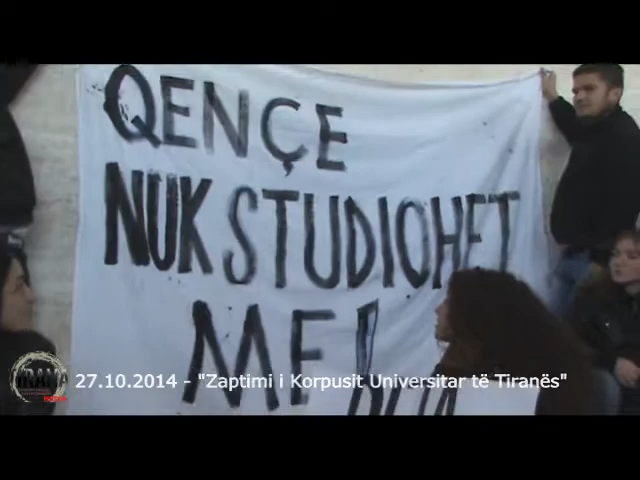 QENÇE
NUK STUDIOHET
ME
27.10.2014 - "Zaptimi i Korpusit Universitar të Tiranës"